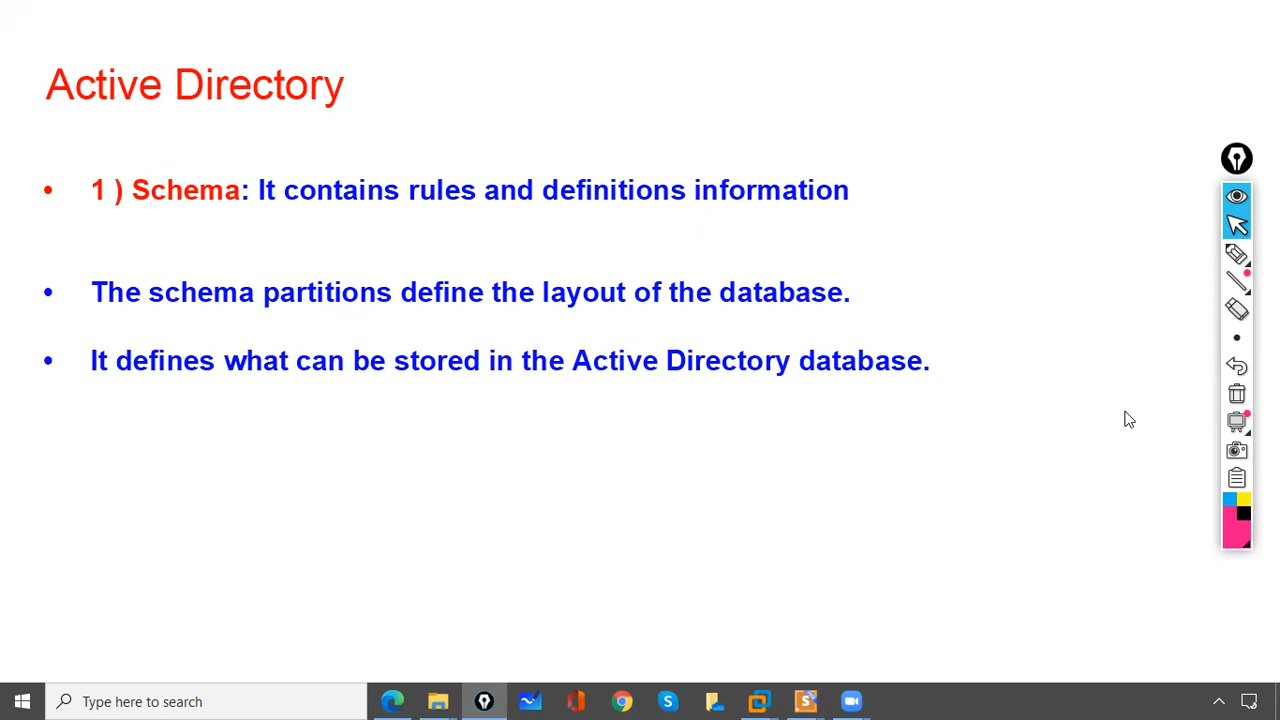 Active Directory
• 1 ) Schema: It contains rules and definitions information
• The schema partitions define the layout of the database.
• It defines what can be stored in the Active Directory database.
Type here to search